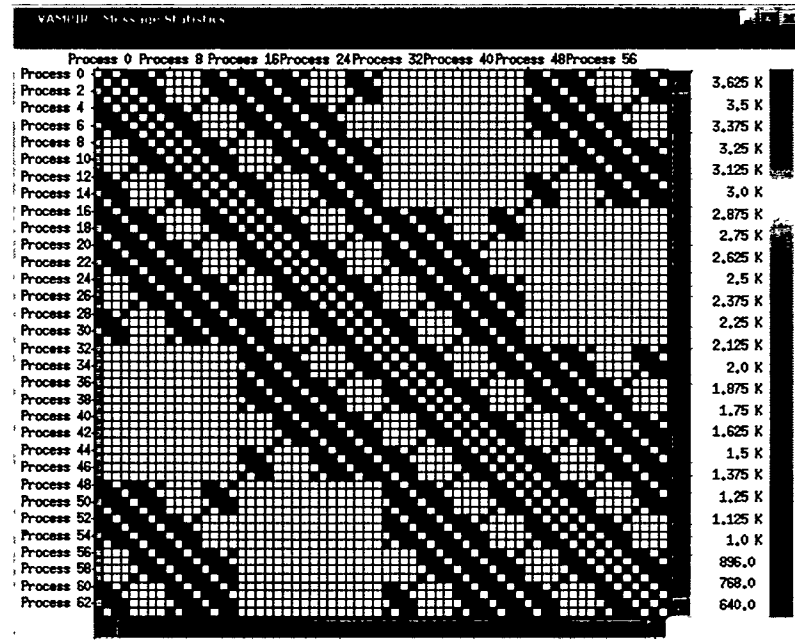 VAMPIR - Message Statistics
Process 0 Process 8 Process 16Process 24Process 32Process 40Process 48Process 56
Process 0
Process 2
Process 4
Process 6
Process 8
Process 10
Process 12
Process 14
Process 16
Process 18
Process 20
Process 22
Process 24
Process 26
Process 28
Process 30
Process 32
Process 34
Process 36
Process 38
Process 40
Process 42
Process 44
Process 46
Process 48
Process 50
Process 52
Process 54
Process 56
Process 58
Process 60
Process 62
3.625 K
3.5 K
3.375 K
3.25 K
3.125 K
3.0 K
2.875 K
2.75 K
2.625 K
2.5 K
2.375 K
2.25 K
2.125 K
2.0 K
1.875 K
1.75 K
1.625 K
1.5 K
1.375 K
1.25 K
1.125 K
1.0 K
896.0
768.0
640.0